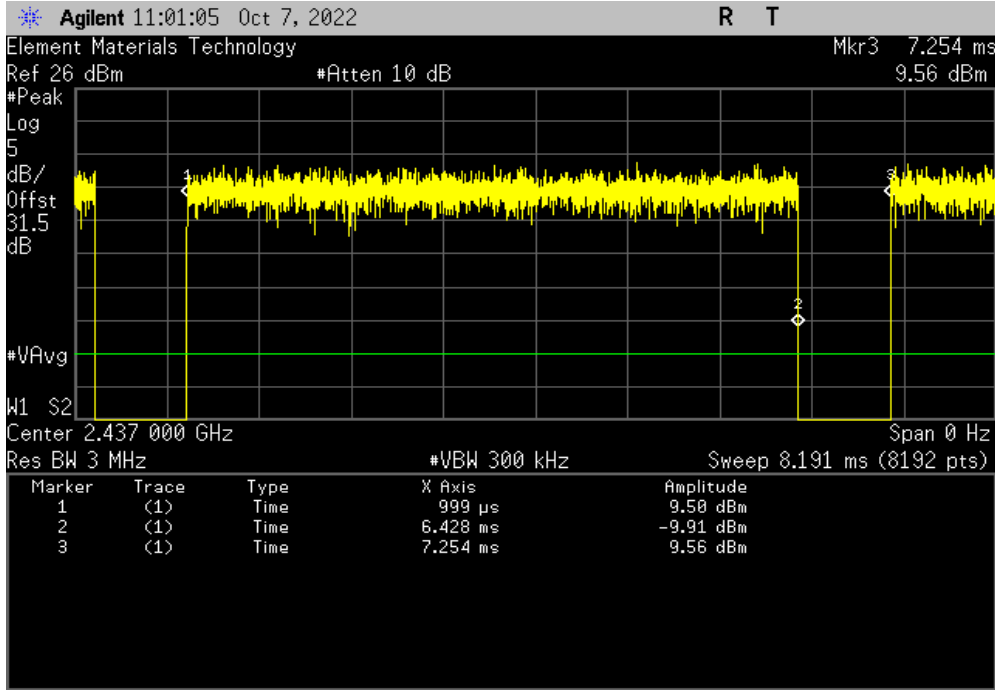 Agilent 11:01:05 Oct 7, 2022 R T
Element Materials Technology Mkr3 7.254 ms
Ref 26 dBm #Atten 10 dB 9.56 dBm
#Peak
Log
5
dB/
Offst
31.5
dB
1
3
2
#VAvg
W1 S2
Center 2.437 000 GHz Span 0 Hz
Res BW 3 MHz #VBW 300 kHz Sweep 8.191 ms (8192 pts)
Marker Trace Type X Axis Amplitude
1 (1) Time 999 µs 9.50 dBm
2 (1) Time 6.428 ms -9.91 dBm
3 (1) Time 7.254 ms 9.56 dBm